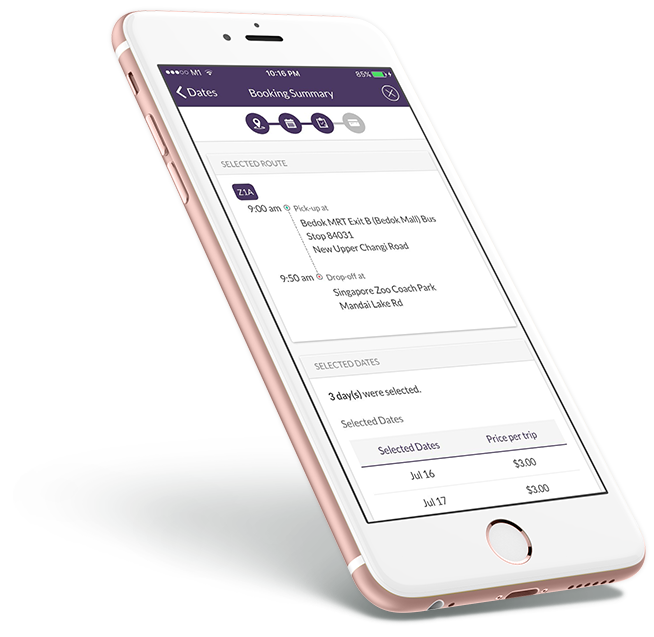 M1
10:16 PM
85%
Dates
Booking Summary
SELECTED ROUTE
Z1A
9:00 am
Pick-up at
Bedok MRT Exit B (Bedok Mall) Bus
Stop 84031
New Upper Changi Road
9:50 am
Drop-off at
Singapore Zoo Coach Park
Mandai Lake Rd
SELECTED DATES
3 day(s) were selected.
Selected Dates
Selected Dates Price per trip
Jul 16 $3.00
Jul 17 $3.00